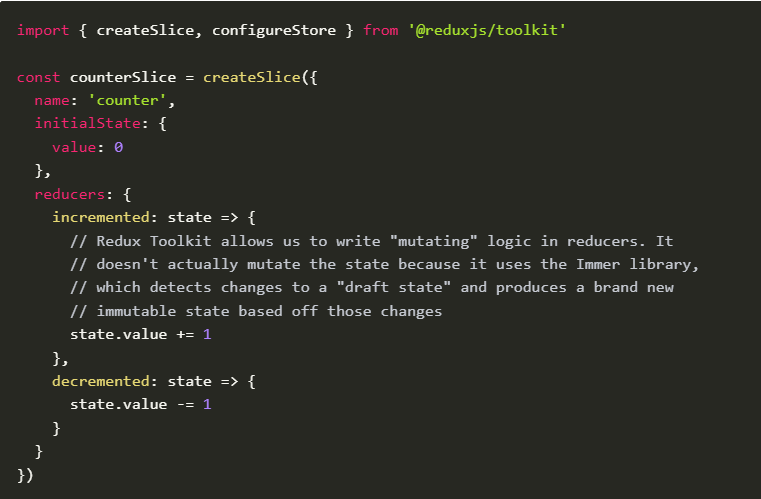 import { createSlice, configureStore } from '@reduxjs/toolkit'

const counterSlice = createSlice({
  name: 'counter',
  initialState: {
    value: 0
  },
  reducers: {
    incremented: state => {
      // Redux Toolkit allows us to write "mutating" logic in reducers. It
      // doesn't actually mutate the state because it uses the Immer library,
      // which detects changes to a "draft state" and produces a brand new
      // immutable state based off those changes
      state.value += 1
    },
    decremented: state => {
      state.value -= 1
    }
  }
})